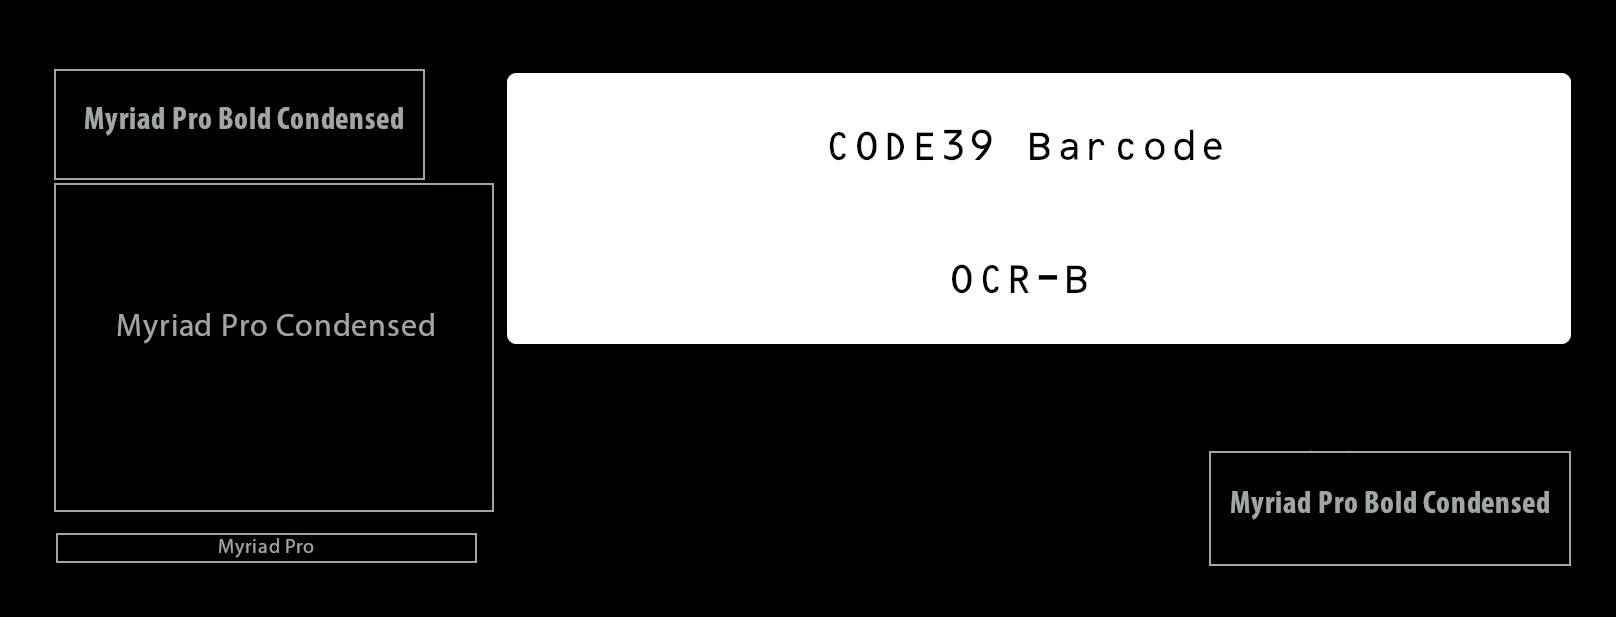 Myriad Pro Bold Condensed
CODE39 Barcode
OCR-B
Myriad Pro Condensed
Myriad Pro Bold Condensed
Myriad Pro